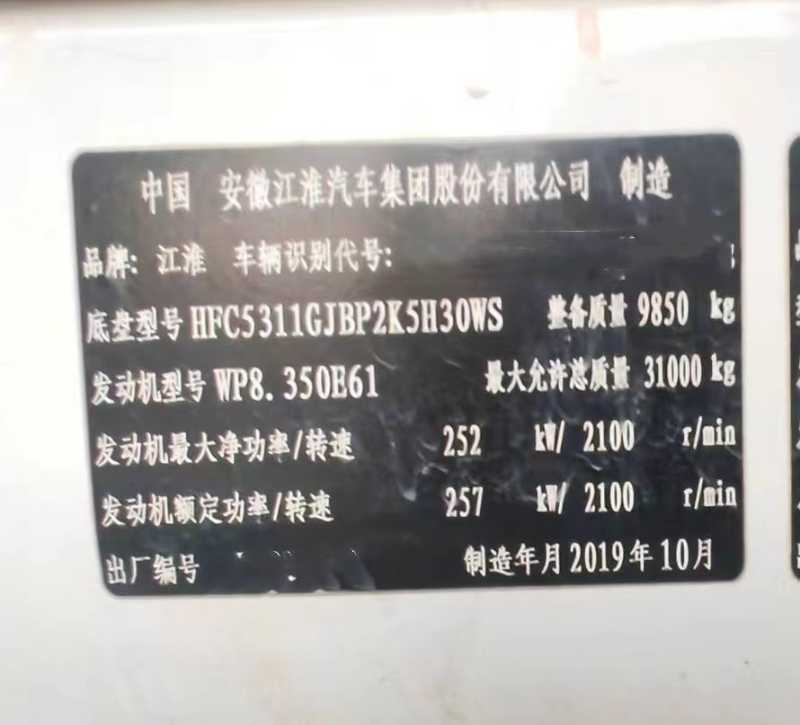 中国 安徽江淮汽车集团股份有限公司 制造
品牌: 江淮 车辆识别代号:
底盘型号 HFC5311GJBP2K5H30WS 整备质量 9850 kg
发动机型号 WP8.350E61 最大允许总质量 31000 kg
发动机最大净功率/转速 252 kW/ 2100 r/min
发动机额定功率/转速 257 kW/ 2100 r/min
出厂编号 制造年月 2019年10月